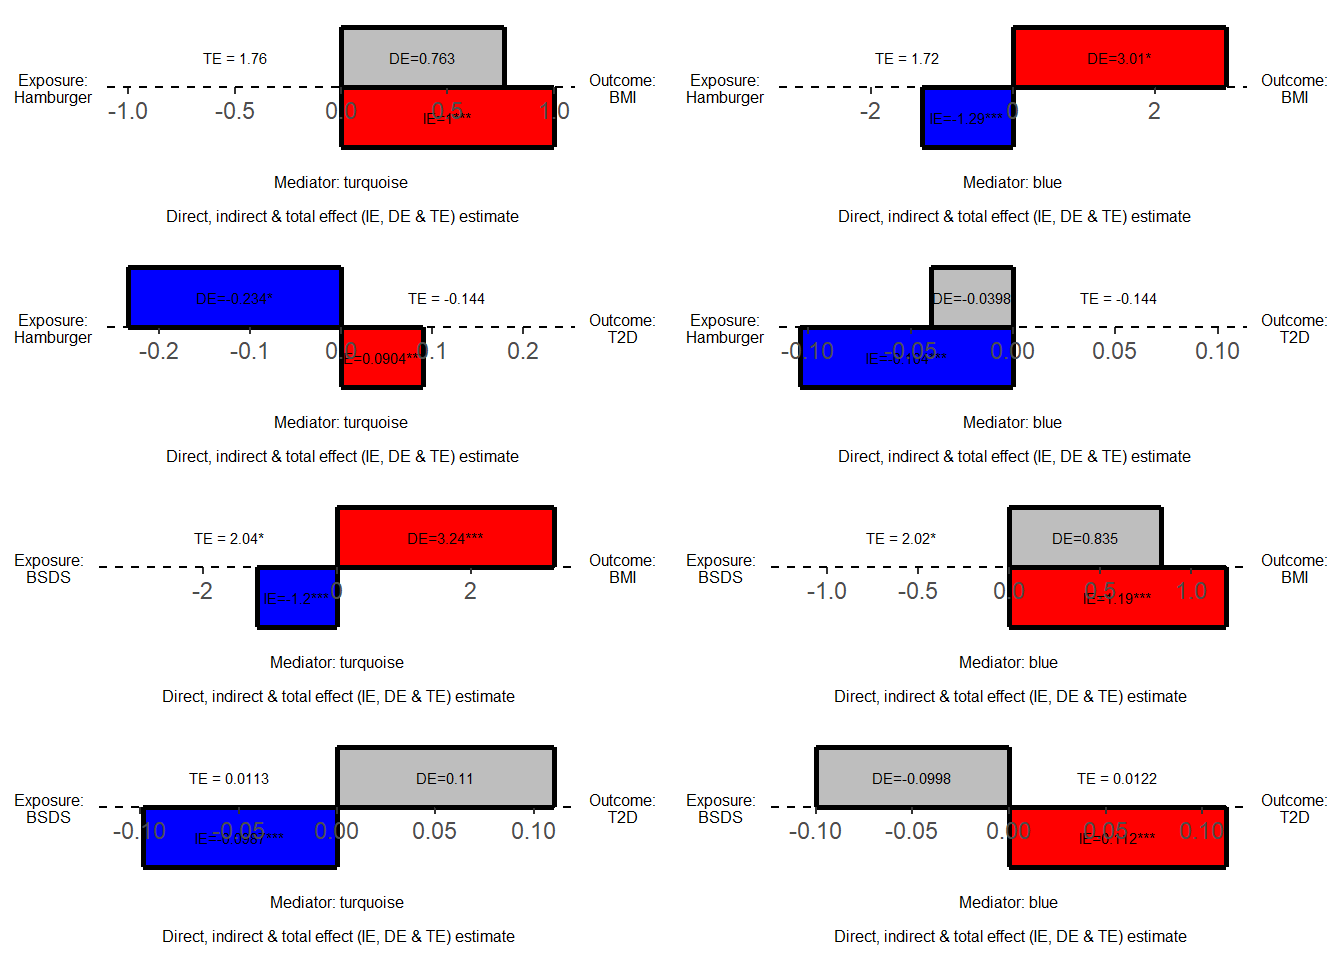 TE = 1.76
DE=0.763
Exposure:
Hamburger
Outcome:
BMI
-1.0 -0.5 0.0 0.5 1.0
IE=1***
Mediator: turquoise
Direct, indirect & total effect (IE, DE & TE) estimate
TE = 1.72
DE=3.01*
Exposure:
Hamburger
Outcome:
BMI
-2 0 2
IE=-1.29***
Mediator: blue
Direct, indirect & total effect (IE, DE & TE) estimate
DE=-0.234*
TE = -0.144
Exposure:
Hamburger
Outcome:
T2D
-0.2 -0.1 0.0 0.1 0.2
Mediator: turquoise
Direct, indirect & total effect (IE, DE & TE) estimate
DE=-0.0398
TE = -0.144
Exposure:
Hamburger
Outcome:
T2D
-0.10 -0.05 0.00 0.05 0.10
Mediator: blue
Direct, indirect & total effect (IE, DE & TE) estimate
TE = 2.04*
DE=3.24***
Exposure:
BSDS
Outcome:
BMI
-2 0 2
IE=-1.2***
Mediator: turquoise
Direct, indirect & total effect (IE, DE & TE) estimate
TE = 2.02*
DE=0.835
Exposure:
BSDS
Outcome:
BMI
-1.0 -0.5 0.0 0.5 1.0
IE=1.19***
Mediator: blue
Direct, indirect & total effect (IE, DE & TE) estimate
TE = 0.0113
DE=0.11
Exposure:
BSDS
Outcome:
T2D
-0.10 -0.05 0.00 0.05 0.10
IE=-0.0987***
Mediator: turquoise
Direct, indirect & total effect (IE, DE & TE) estimate
DE=-0.0998
TE = 0.0122
Exposure:
BSDS
Outcome:
T2D
-0.10 -0.05 0.00 0.05 0.10
IE=0.112***
Mediator: blue
Direct, indirect & total effect (IE, DE & TE) estimate